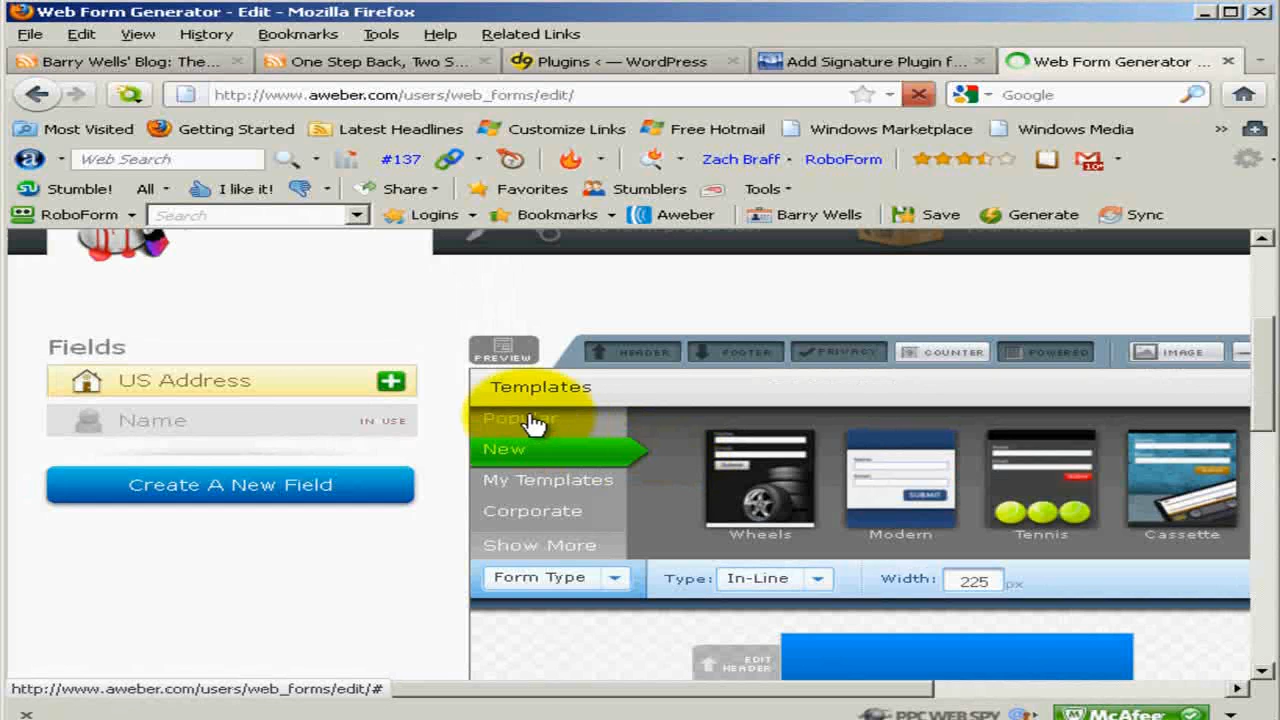 Web Form Generator - Edit - Mozilla Firefox
File Edit View History Bookmarks Tools Help Related Links
Barry Wells' Blog: The... One Step Back, Two S... Plugins < — WordPress Add Signature Plugin f... Web Form Generator ...
http://www.aweber.com/users/web_forms/edit/ Google
Most Visited Getting Started Latest Headlines Customize Links Free Hotmail Windows Marketplace Windows Media »
Web Search #137 Zach Braff RoboForm 10+
Stumble! All I like it! Share Favorites Stumblers Tools
RoboForm Search Logins Bookmarks Aweber Barry Wells Save Generate Sync
Fields
US Address
Name IN USE
Create A New Field
PREVIEW HEADER FOOTER PRIVACY COUNTER POWERED IMAGE
Templates
Popular
New
My Templates
Corporate
Show More
Wheels Modern Tennis Cassette
SUBMIT
Form Type Type: In-Line Width: 225 px
EDIT
HEADER
http://www.aweber.com/users/web_forms/edit/#
PPC WEB SPY McAfee